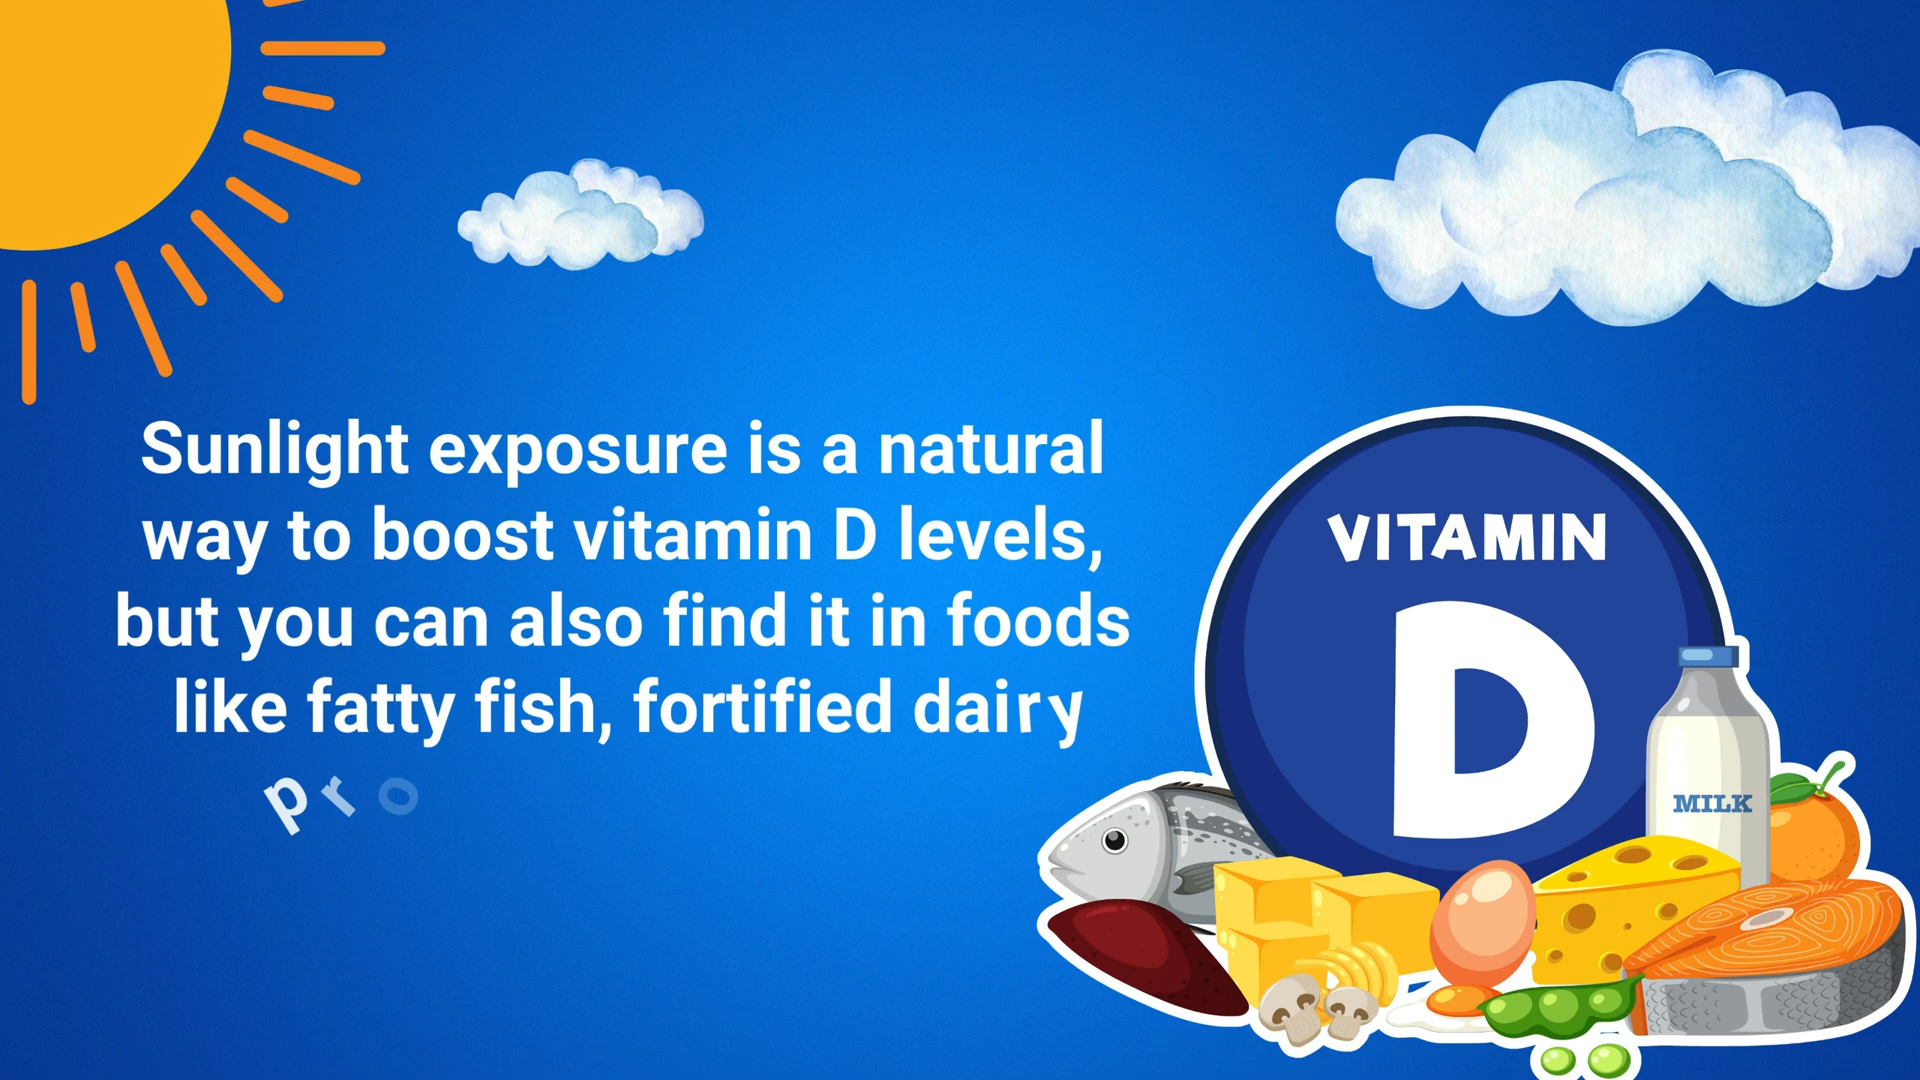 Sunlight exposure is a natural
way to boost vitamin D levels,
but you can also find it in foods
like fatty fish, fortified dairy
pro
VITAMIN
D
MILK